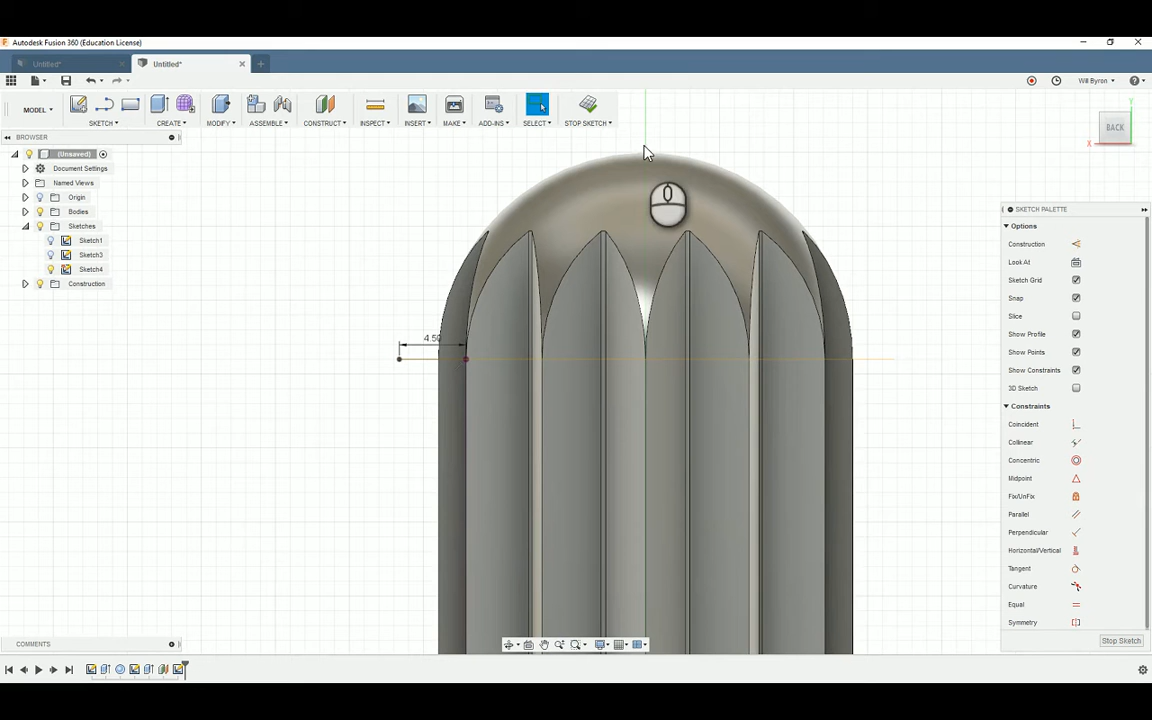 Autodesk Fusion 360 (Education License)
Untitled*
Untitled*
Will Byron
MODEL
SKETCH
CREATE
MODIFY
ASSEMBLE
CONSTRUCT
INSPECT
INSERT
MAKE
ADD-INS
SELECT
STOP SKETCH
BROWSER
(Unsaved)
Document Settings
Named Views
Origin
Bodies
Sketches
Sketch1
Sketch3
Sketch4
Construction
4.50
BACK
X
Y
SKETCH PALETTE
Options
Construction
Look At
Sketch Grid
Snap
Slice
Show Profile
Show Points
Show Constraints
3D Sketch
Constraints
Coincident
Collinear
Concentric
Midpoint
Fix/UnFix
Parallel
Perpendicular
Horizontal/Vertical
Tangent
Curvature
Equal
Symmetry
Stop Sketch
COMMENTS